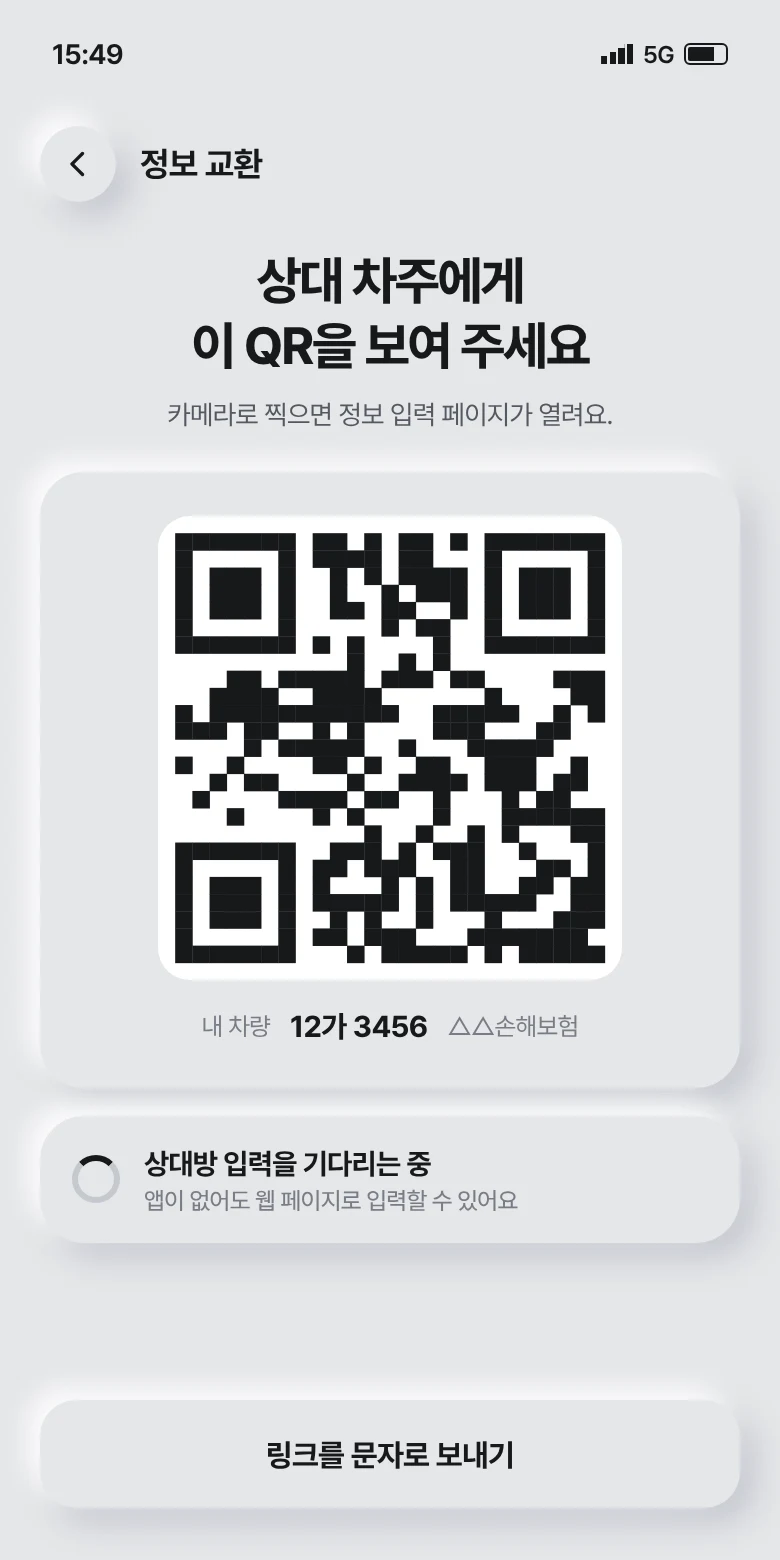 15:49
5G
정보 교환
상대 차주에게
이 QR을 보여 주세요
카메라로 찍으면 정보 입력 페이지가 열려요.
내 차량 12가 3456 △△손해보험
상대방 입력을 기다리는 중
앱이 없어도 웹 페이지로 입력할 수 있어요
링크를 문자로 보내기